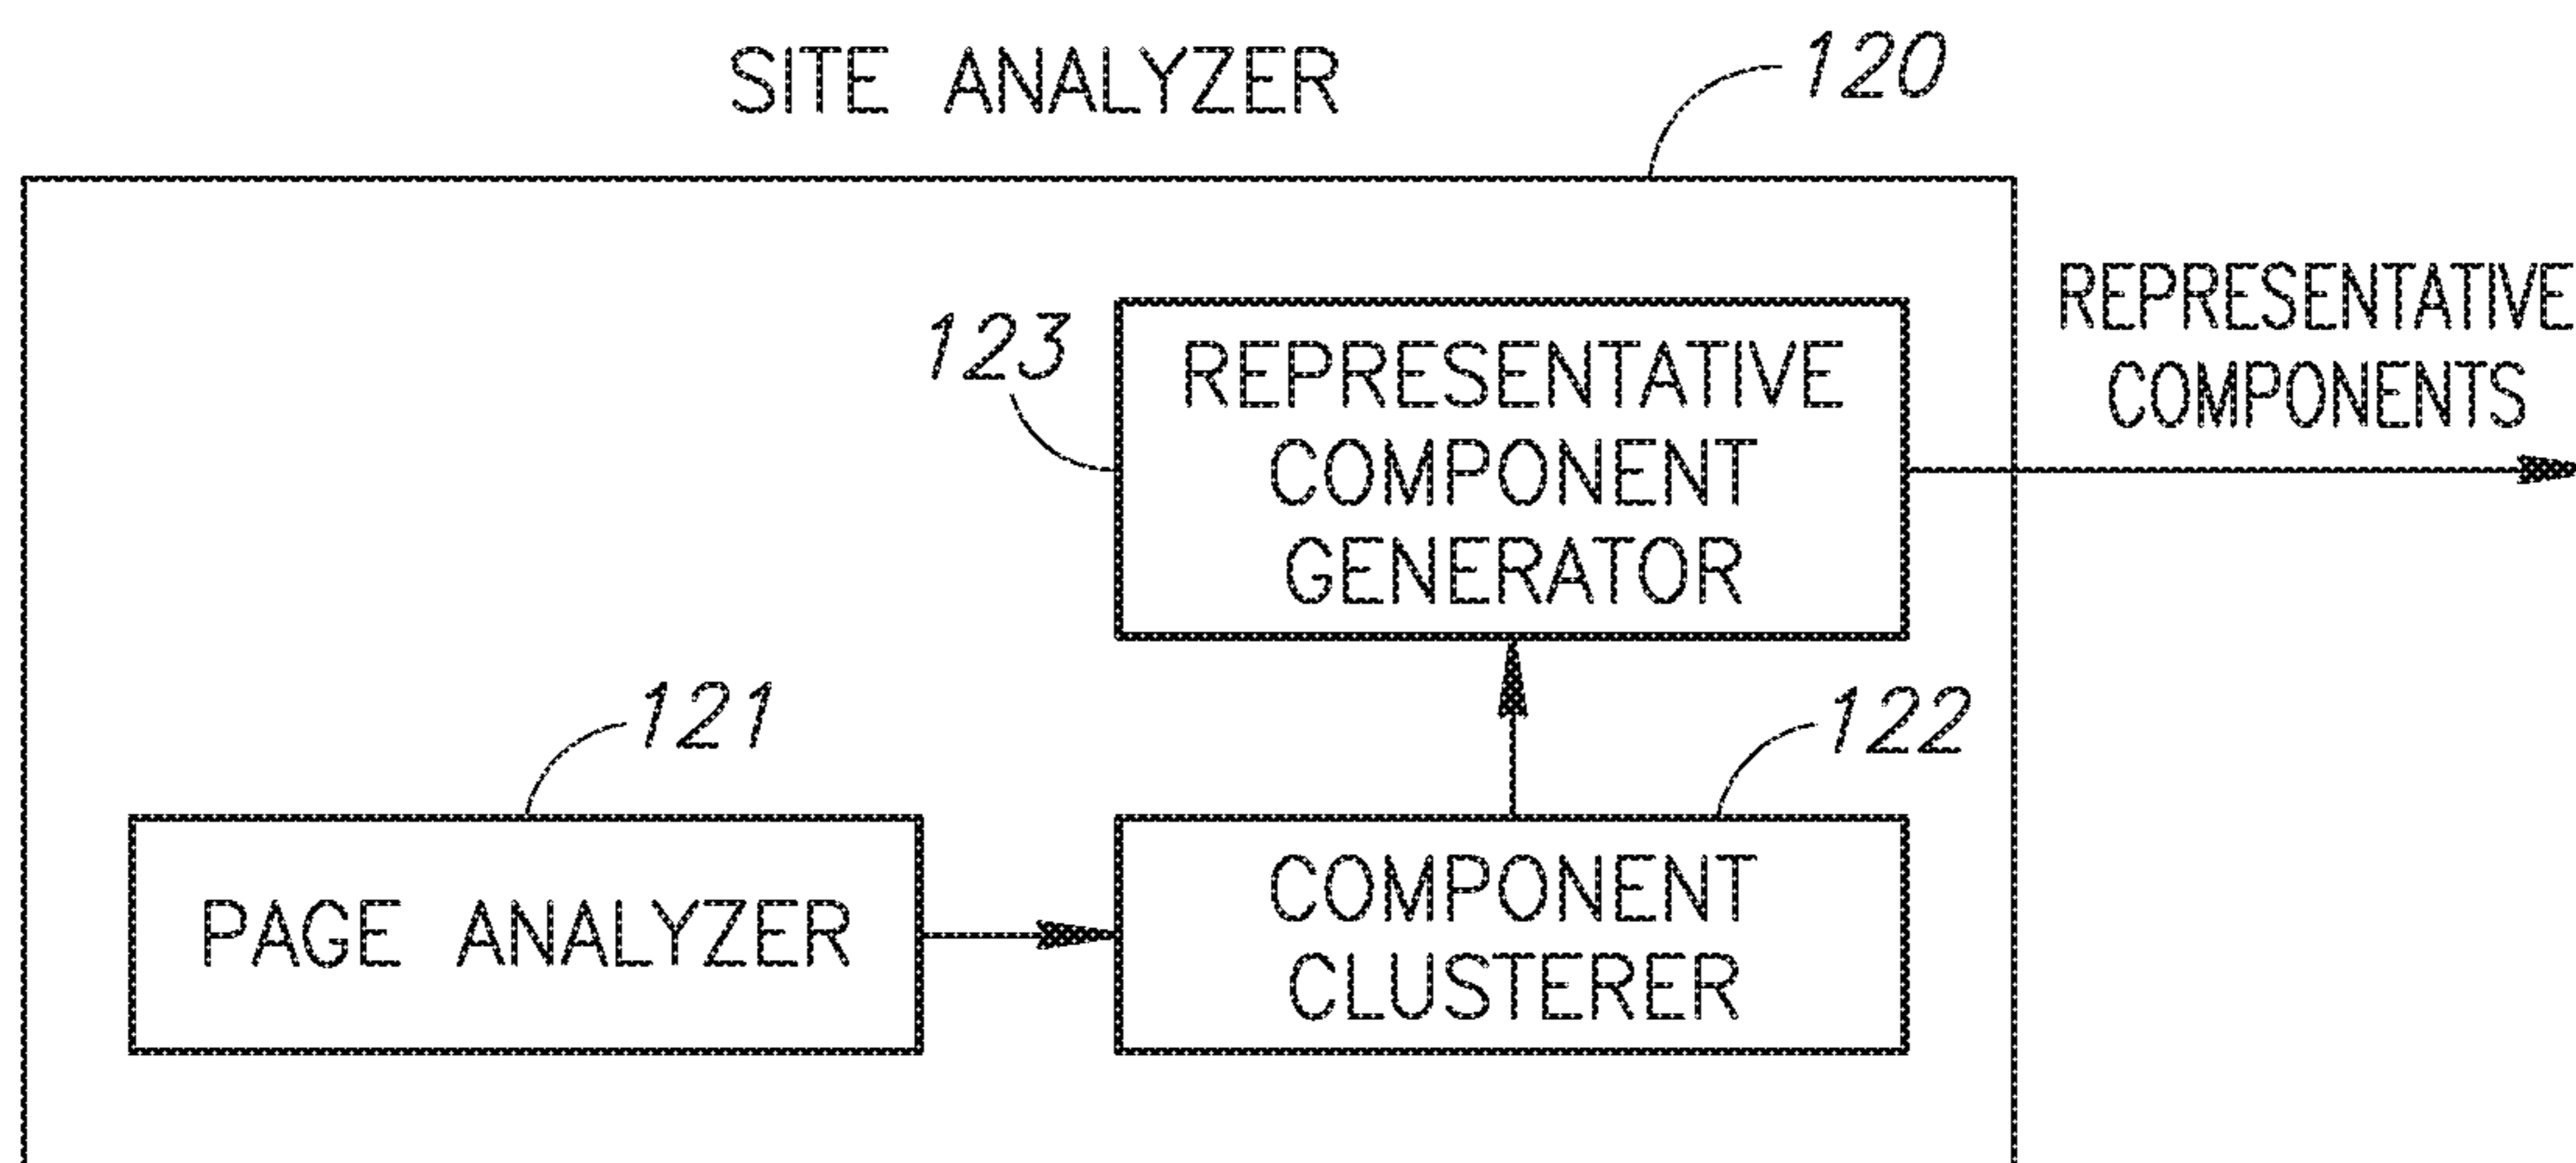 SITE ANALYZER
120
REPRESENTATIVE
COMPONENTS
123
REPRESENTATIVE
COMPONENT
GENERATOR
121
122
PAGE ANALYZER
COMPONENT
CLUSTERER